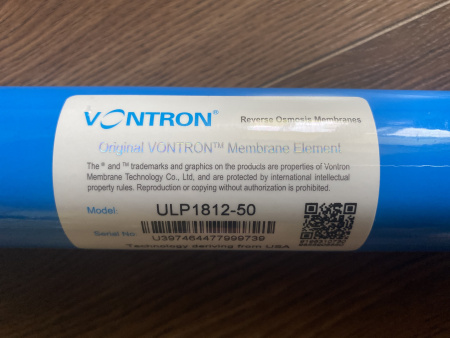 VONTRON®
Reverse Osmosis Membranes
Original VONTRON™ Membrane Element
The ® and ™ trademarks and graphics on the products are properties of Vontron
Membrane Technology Co., Ltd, and are protected by international intellectual
property rules. Reproduction or copying without authorization is prohibited.
Model: ULP1812-50
Serial No: U397464477999739
Technology deriving from USA